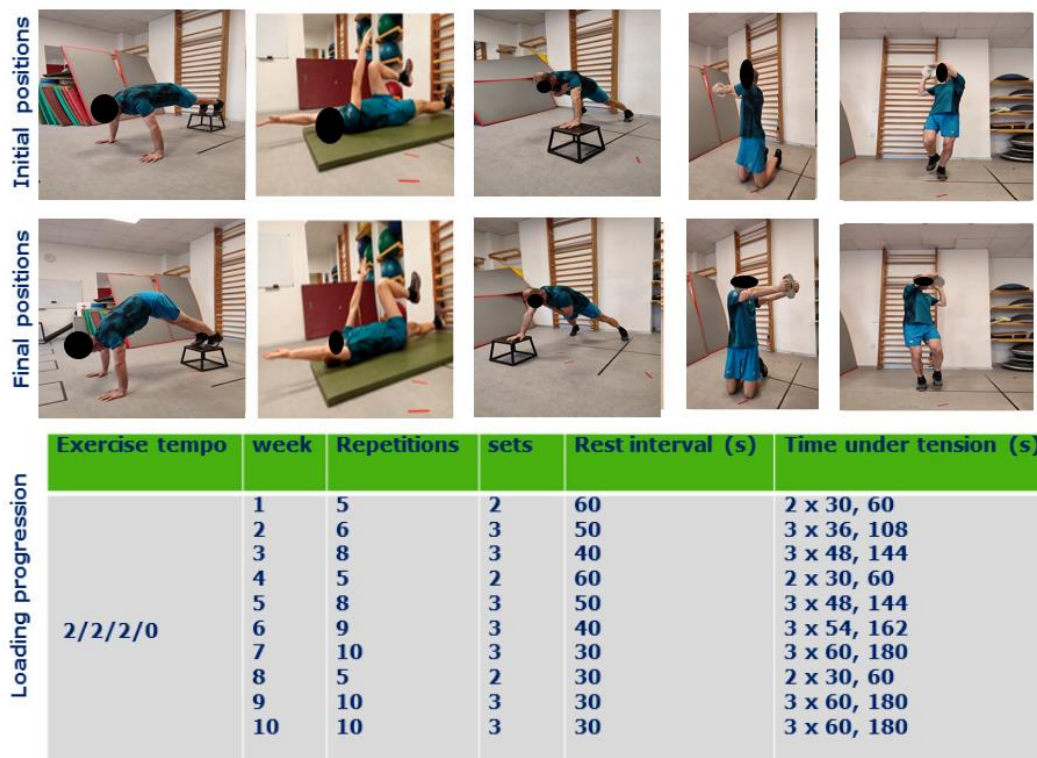 Initial positions
Final positions
Loading progression
Exercise tempo week Repetitions sets Rest interval (s) Time under tension (s)
2/2/2/0
1 5 2 60 2 x 30, 60
2 6 3 50 3 x 36, 108
3 8 3 40 3 x 48, 144
4 5 2 60 2 x 30, 60
5 8 3 50 3 x 48, 144
6 9 3 40 3 x 54, 162
7 10 3 30 3 x 60, 180
8 5 2 30 2 x 30, 60
9 10 3 30 3 x 60, 180
10 10 3 30 3 x 60, 180